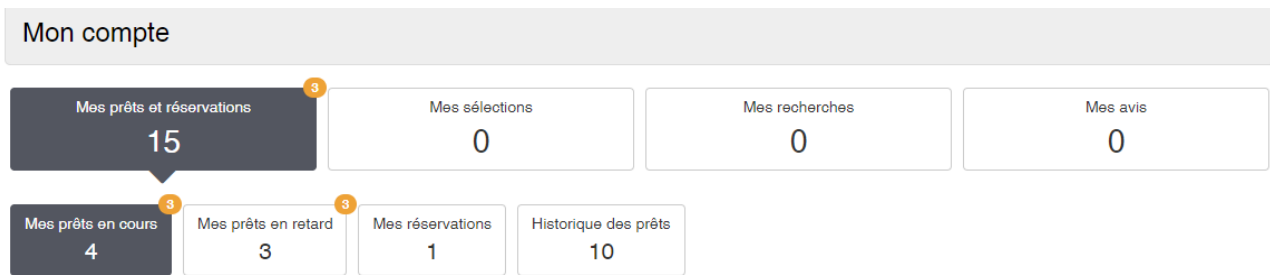 Mon compte
3
Mes prêts et réservations
Mes sélections
Mes recherches
Mes avis
15
0
0
0
3
3
Mes prêts en cours
Mes prêts en retard
Mes réservations
Historique des prêts
4
3
1
10